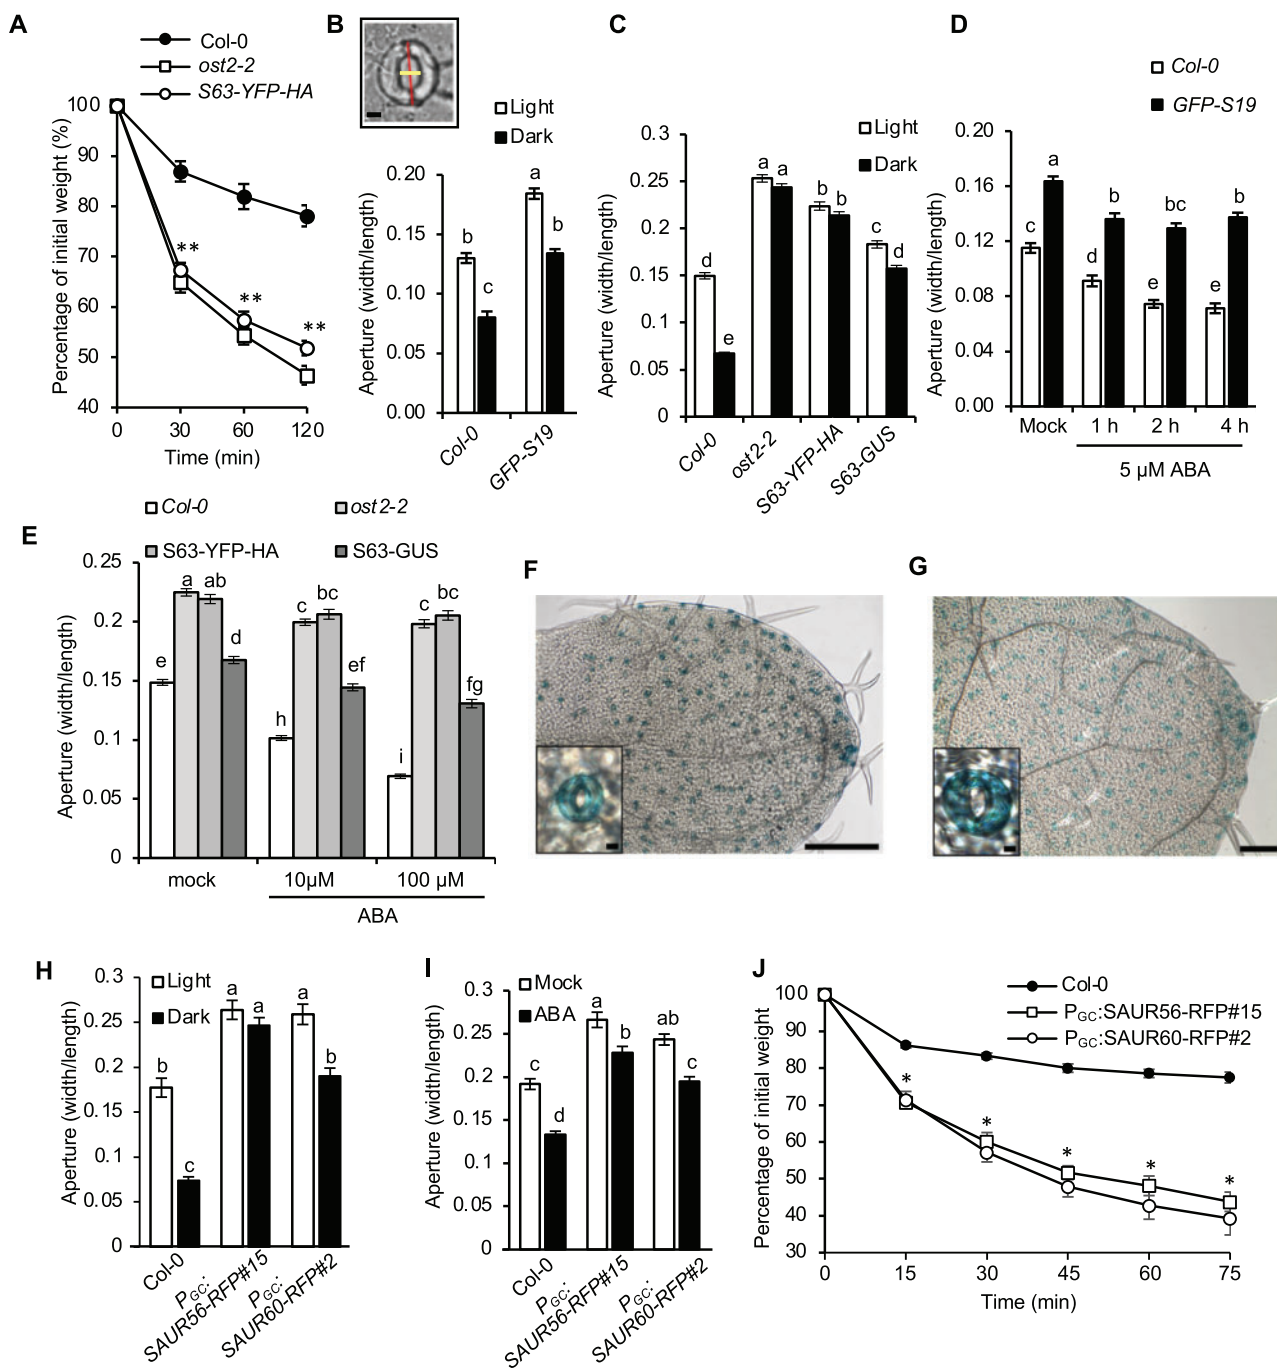 A
Col-0
ost2-2
S63-YFP-HA
Percentage of initial weight (%)
100
90
80
70
60
50
40
**
**
**
0 30 60 120
Time (min)
B
Light
Dark
Aperture (width/length)
0.20
0.15
0.10
0.05
0.00
b
c
a
b
Col-0
GFP-S19
C
Light
Dark
Aperture (width/length)
0.3
0.25
0.2
0.15
0.1
0.05
0
d
e
a
a
b
b
c
d
Col-0
ost2-2
S63-YFP-HA
S63-GUS
D
Col-0
GFP-S19
Aperture (width/length)
0.20
0.16
0.12
0.08
0.04
0.00
c
a
d
b
e
bc
e
b
Mock 1 h 2 h 4 h
5 µM ABA
E
Col-0
ost2-2
S63-YFP-HA
S63-GUS
Aperture (width/length)
0.25
0.2
0.15
0.1
0.05
0
e
a
ab
d
h
c
bc
ef
i
c
bc
fg
mock 10µM 100 µM
ABA
F
G
H
Light
Dark
Aperture (width/length)
0.3
0.25
0.2
0.15
0.1
0.05
0
b
c
a
a
a
b
Col-0
PGC:
SAUR56-RFP#15
PGC:
SAUR60-RFP#2
I
Mock
ABA
Aperture (width/length)
0.3
0.25
0.2
0.15
0.1
0.05
0
c
d
a
b
ab
c
Col-0
PGC:
SAUR56-RFP#15
PGC:
SAUR60-RFP#2
J
Col-0
PGC:SAUR56-RFP#15
PGC:SAUR60-RFP#2
Percentage of initial weight
100
90
80
70
60
50
40
30
*
*
*
*
*
0 15 30 45 60 75
Time (min)